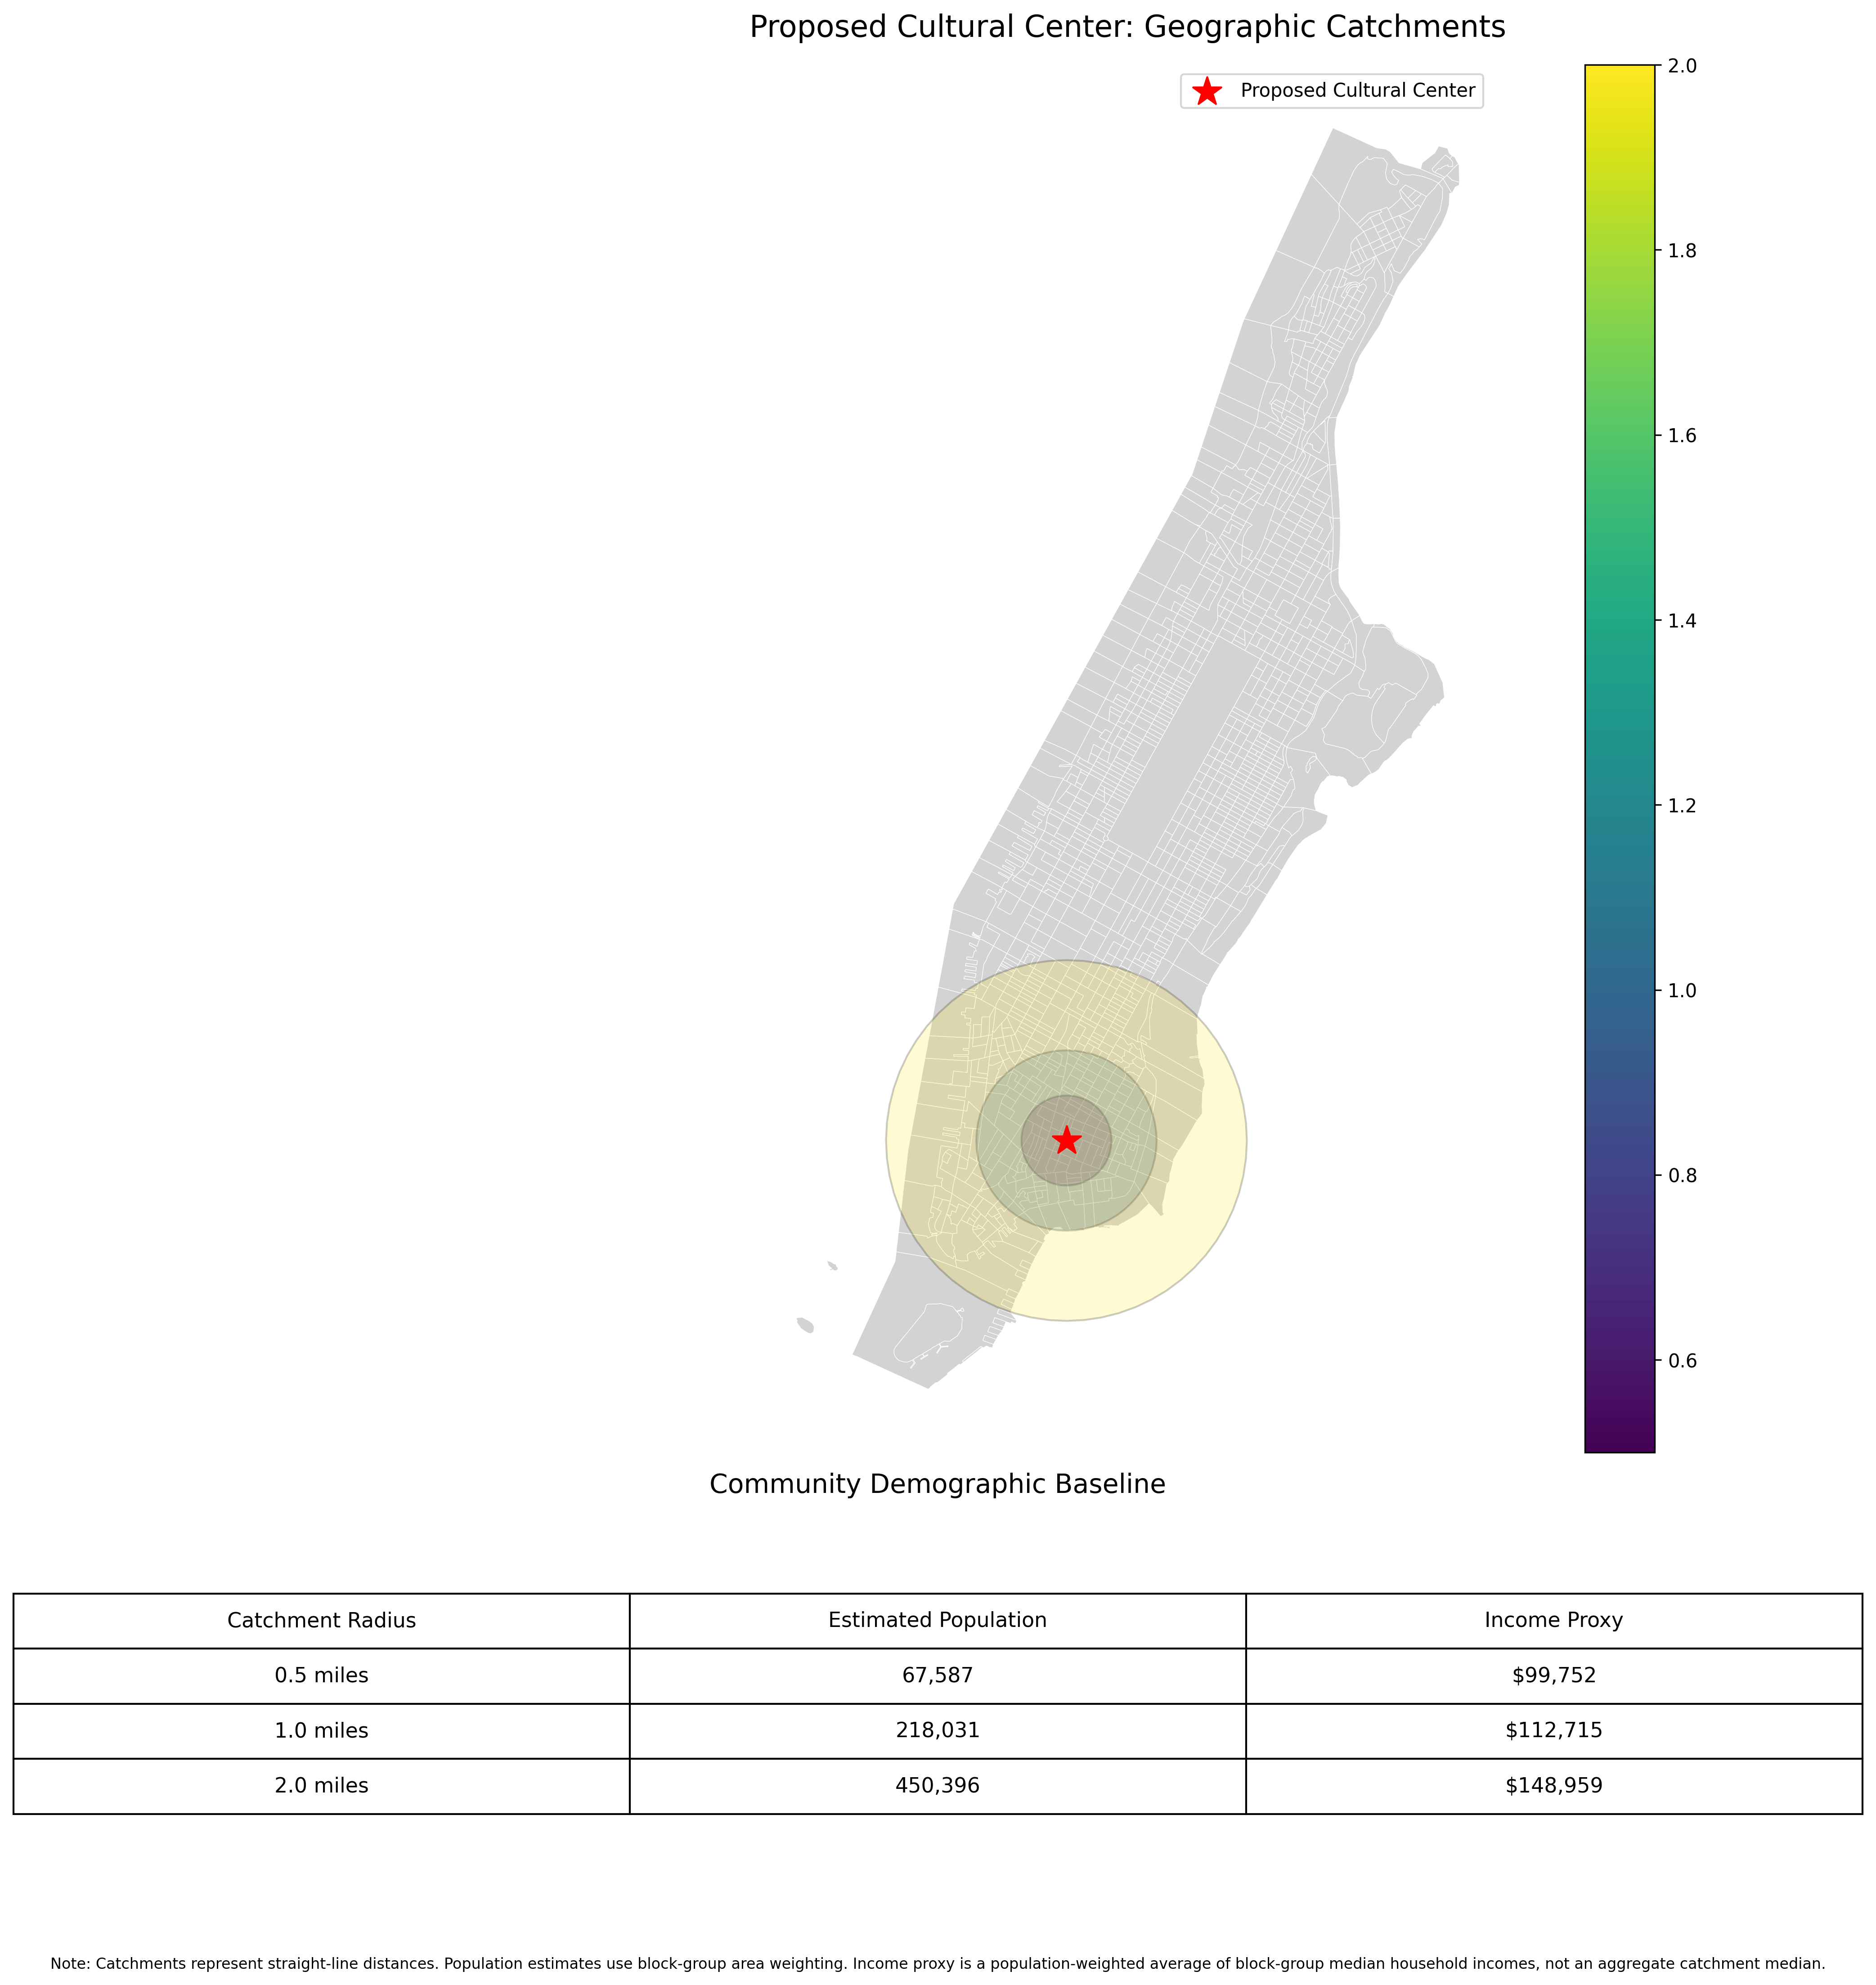 Proposed Cultural Center: Geographic Catchments
Proposed Cultural Center
2.0
1.8
1.6
1.4
1.2
1.0
0.8
0.6
Community Demographic Baseline
Catchment Radius Estimated Population Income Proxy
0.5 miles 67,587 $99,752
1.0 miles 218,031 $112,715
2.0 miles 450,396 $148,959
Note: Catchments represent straight-line distances. Population estimates use block-group area weighting. Income proxy is a population-weighted average of block-group median household incomes, not an aggregate catchment median.